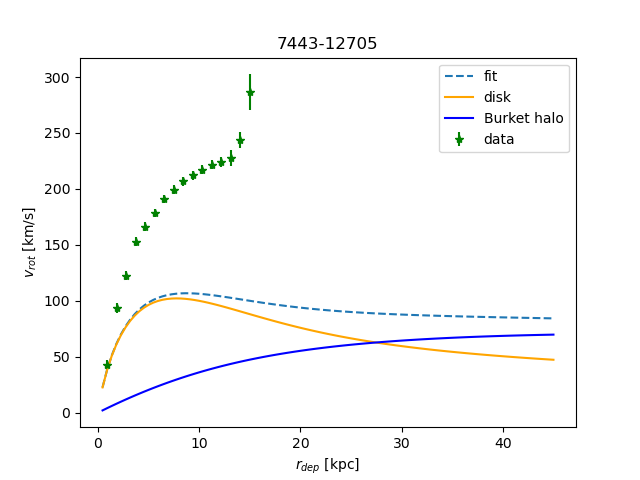 7443-12705
300
250
200
150
100
50
0
v_rot [km/s]
fit
disk
Burket halo
data
0 10 20 30 40
r_dep [kpc]